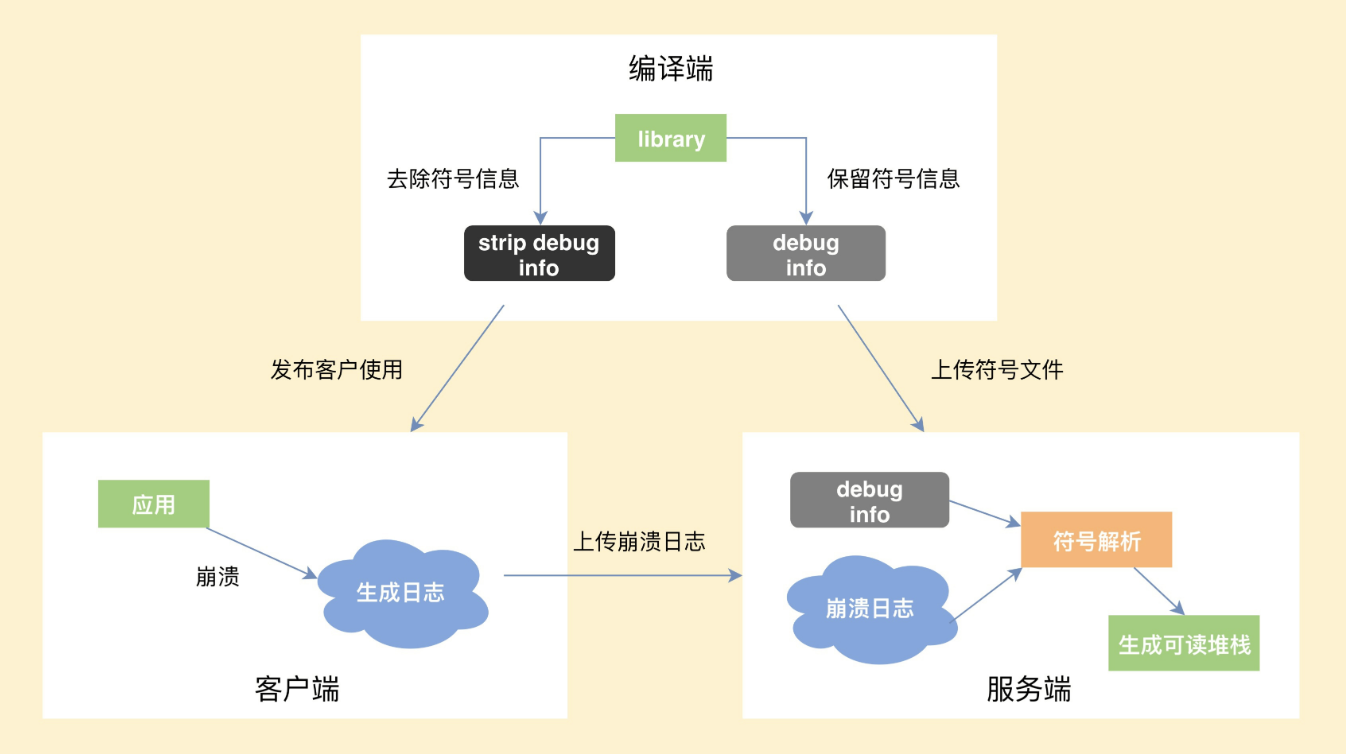 编译端
library
去除符号信息
保留符号信息
strip debug
info
debug
info
发布客户使用
上传符号文件
应用
崩溃
生成日志
客户端
上传崩溃日志
debug
info
符号解析
崩溃日志
生成可读堆栈
服务端